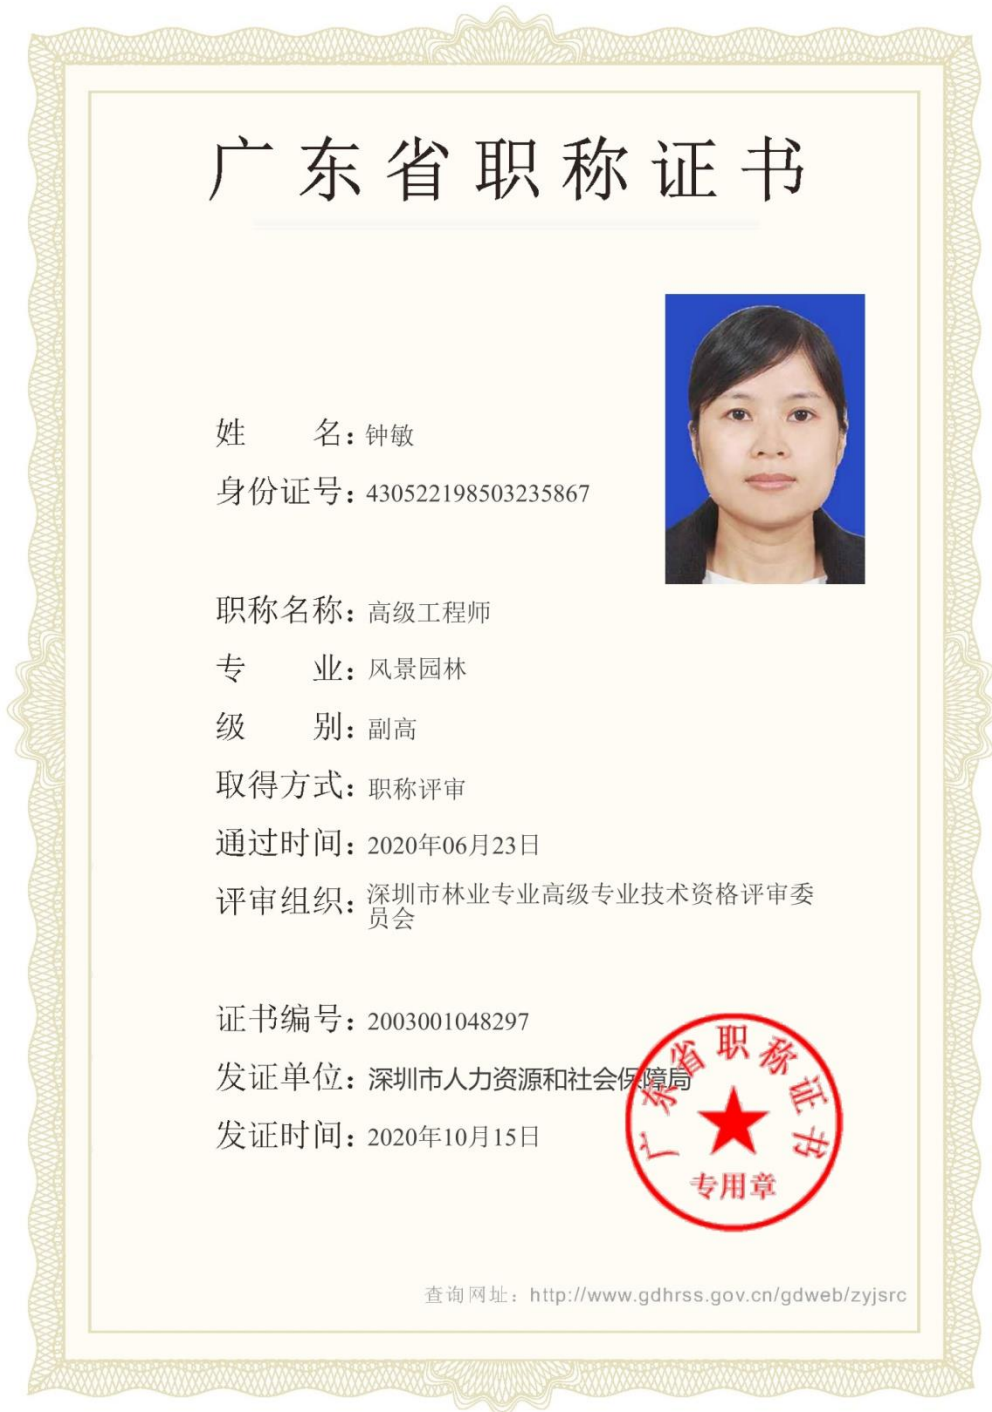 广东省职称证书
姓 名：钟敏
身份证号：430522198503235867
职称名称：高级工程师
专 业：风景园林
级 别：副高
取得方式：职称评审
通过时间：2020年06月23日
评审组织：深圳市林业专业高级专业技术资格评审委
员会
证书编号：2003001048297
发证单位：深圳市人力资源和社会保障局
发证时间：2020年10月15日
广东省职称证书
专用章
查询网址：http://www.gdhrss.gov.cn/gdweb/zyjsrc